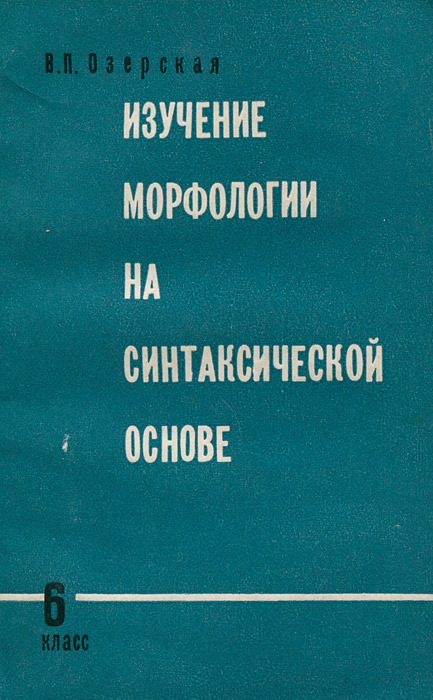 В.П. Озерская
ИЗУЧЕНИЕ
МОРФОЛОГИИ
НА
СИНТАКСИЧЕСКОЙ
ОСНОВЕ
6
класс